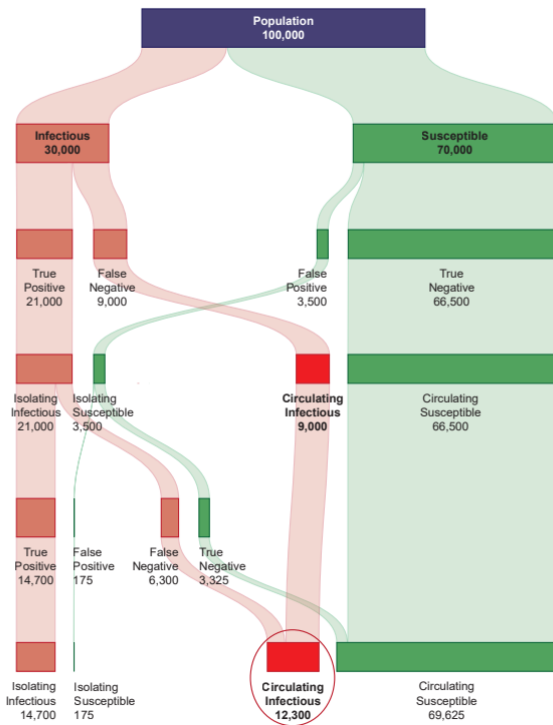 Population
100,000
Infectious
30,000
Susceptible
70,000
True
Positive
21,000
False
Negative
9,000
False
Positive
3,500
True
Negative
66,500
Isolating
Infectious
21,000
Isolating
Susceptible
3,500
Circulating
Infectious
9,000
Circulating
Susceptible
66,500
True
Positive
14,700
False
Positive
175
False
Negative
6,300
True
Negative
3,325
Isolating
Infectious
14,700
Isolating
Susceptible
175
Circulating
Infectious
12,300
Circulating
Susceptible
69,625